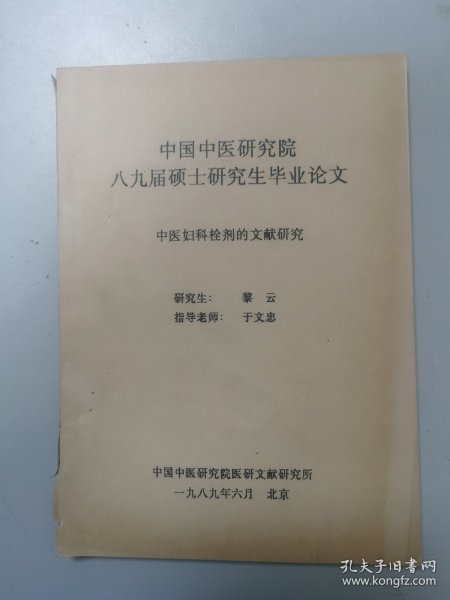 中国中医研究院
八九届硕士研究生毕业论文
中医妇科栓剂的文献研究
研究生： 黎 云
指导老师： 于文忠
中国中医研究院医研文献研究所
一九八九年六月 北京
孔夫子旧书网
www.kongfz.com